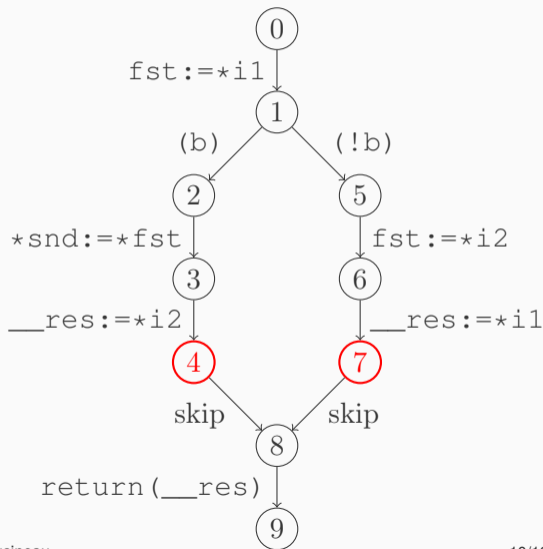 0
fst:=*i1
1
(b) (!b)
2 5
*snd:=*fst fst:=*i2
3 6
__res:=*i2 __res:=*i1
4 7
skip skip
8
return(__res)
9